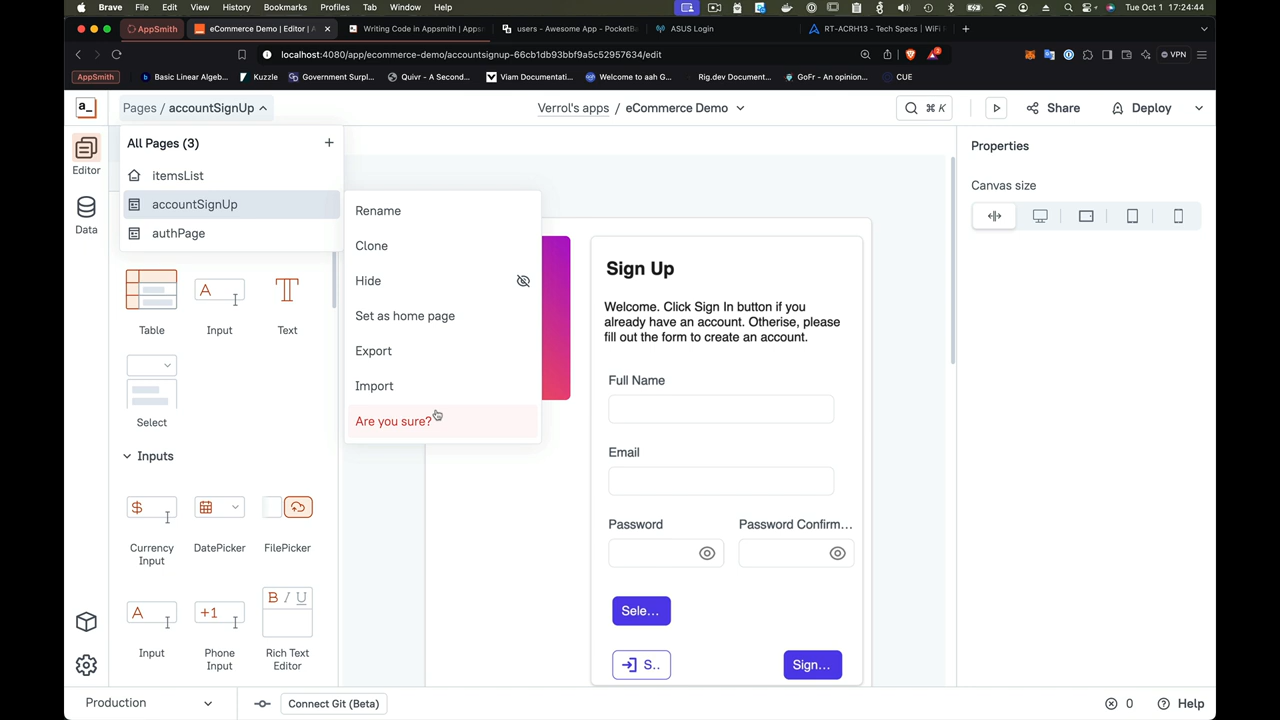 Brave File Edit View History Bookmarks Profiles Tab Window Help
Tue Oct 1 17:24:44
AppSmith
eCommerce Demo | Editor |
Writing Code in Appsmith | Apps
users - Awesome App - PocketB
ASUS Login
RT-ACRH13 - Tech Specs | WiFi
localhost:4080/app/ecommerce-demo/accountsignup-66cb1db93bbf9a5c52957634/edit
2
VPN
AppSmith
Basic Linear Algeb...
Kuzzle
Government Surpl...
Quivr - A Second...
Viam Documentati...
Welcome to aah G...
Rig.dev Document...
GoFr - An opinion...
CUE
a_
Pages / accountSignUp
Verrol's apps / eCommerce Demo
⌘ K
Share
Deploy
All Pages (3)
itemsList
accountSignUp
authPage
Editor
Data
Rename
Clone
Hide
Set as home page
Export
Import
Are you sure?
Table
Input
Text
Select
Inputs
Currency
Input
DatePicker
FilePicker
Input
Phone
Input
Rich Text
Editor
A
$
A
+1
B I U
Sign Up
Welcome. Click Sign In button if you
already have an account. Otherise, please
fill out the form to create an account.
Full Name
Email
Password
Password Confirm...
Sele...
S..
Sign...
Properties
Canvas size
Production
Connect Git (Beta)
0
Help